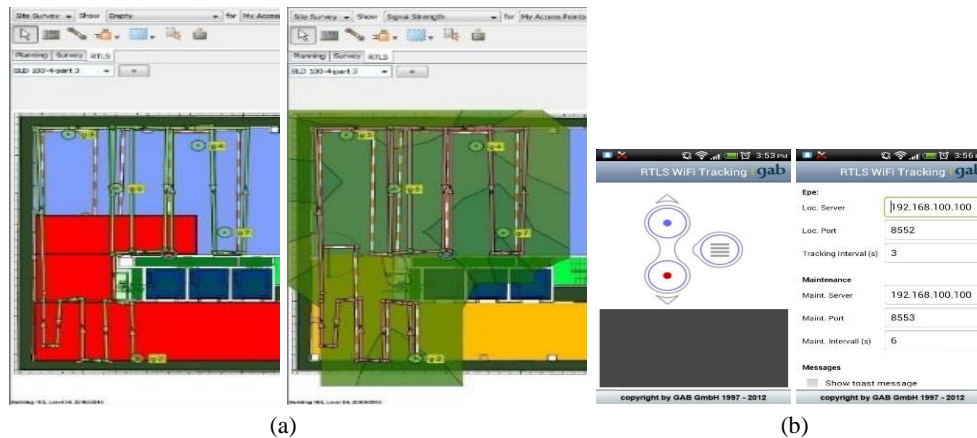 Site Survey Show Empty for My Access
Planning Survey RTLS
BLD 100-4-part 3
Site Survey Show Signal Strength for My Access Points
Planning Survey RTLS
BLD 100-4-part 3
3:53 PM
RTLS WiFi Tracking gab
copyright by GAB GmbH 1997 - 2012
3:56
RTLS WiFi Tracking gab
Epe:
Loc. Server 192.168.100.100
Loc. Port 8552
Tracking Interval (s) 3
Maintenance
Maint. Server 192.168.100.100
Maint. Port 8553
Maint. Intervall (s) 6
Messages
Show toast message
copyright by GAB GmbH 1997 - 2012
(a)
(b)